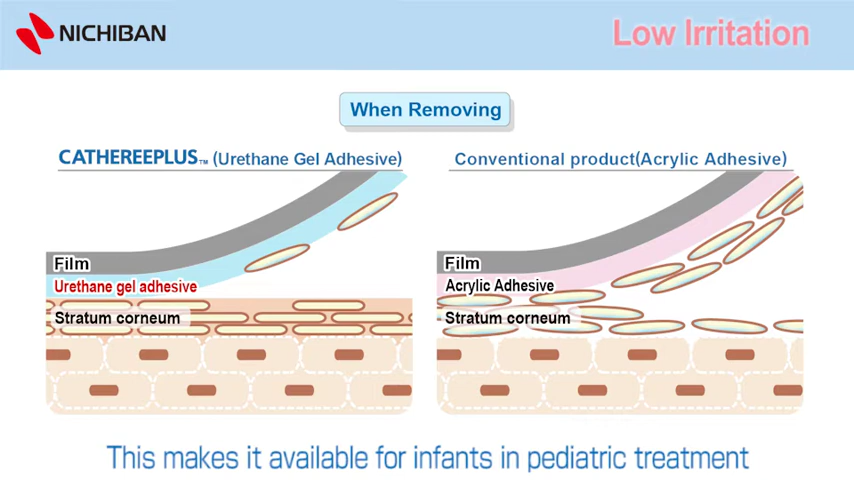 NICHIBAN
Low Irritation
When Removing
CATHEREEPLUS™ (Urethane Gel Adhesive)
Film
Urethane gel adhesive
Stratum corneum
Conventional product(Acrylic Adhesive)
Film
Acrylic Adhesive
Stratum corneum
This makes it available for infants in pediatric treatment